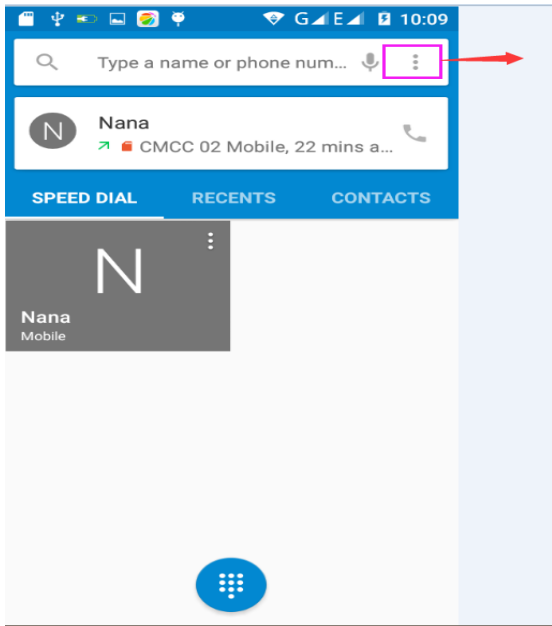 G E 10:09
Type a name or phone num...
N Nana
CMCC 02 Mobile, 22 mins a...
SPEED DIAL RECENTS CONTACTS
N
Nana
Mobile